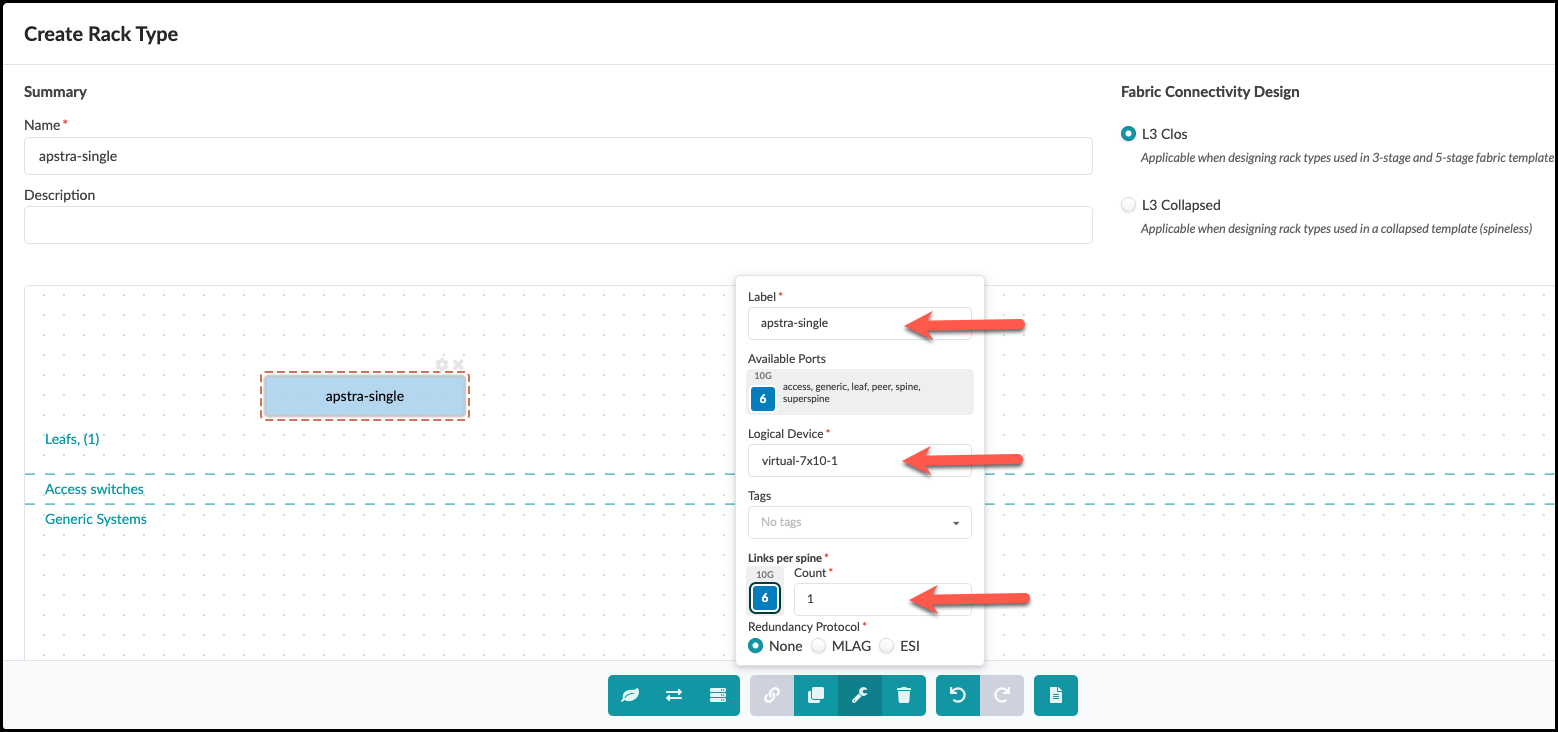 Create Rack Type
Summary
Name *
apstra-single
Description
Fabric Connectivity Design
L3 Clos
Applicable when designing rack types used in 3-stage and 5-stage fabric template
L3 Collapsed
Applicable when designing rack types used in a collapsed template (spineless)
apstra-single
Leafs, (1)
Access switches
Generic Systems
Label *
apstra-single
Available Ports
10G
6
access, generic, leaf, peer, spine,
superspine
Logical Device *
virtual-7x10-1
Tags
No tags
Links per spine *
10G
6
Count *
1
Redundancy Protocol *
None MLAG ESI